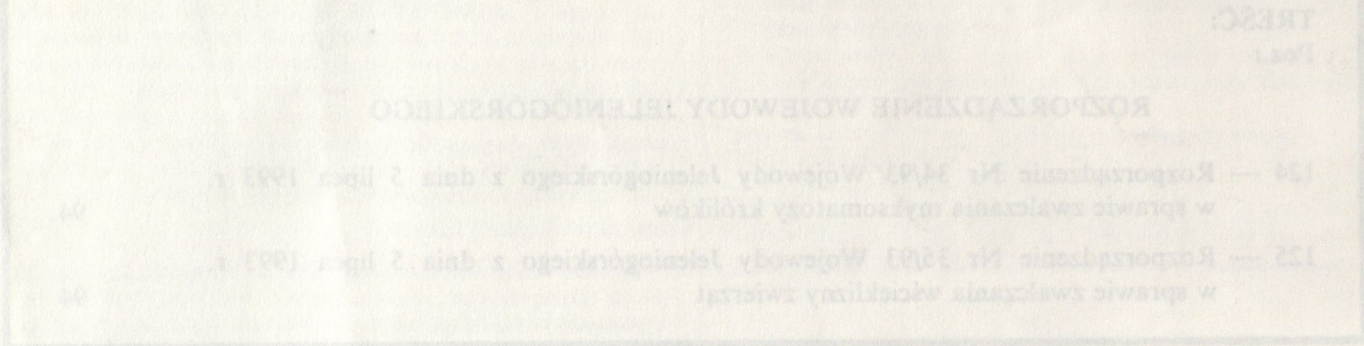 TREŚĆ:
Poz.:
ROZPORZĄDZENIE WOJEWODY JELENIOGÓRSKIEGO
124 — Rozporządzenie Nr 34/93 Wojewody Jeleniogórskiego z dnia 5 lipca 1993 r.
w sprawie zwalczania myksomatozy królików 94
125 — Rozporządzenie Nr 35/93 Wojewody Jeleniogórskiego z dnia 5 lipca 1993 r.
w sprawie zwalczania wścieklizny zwierząt 94